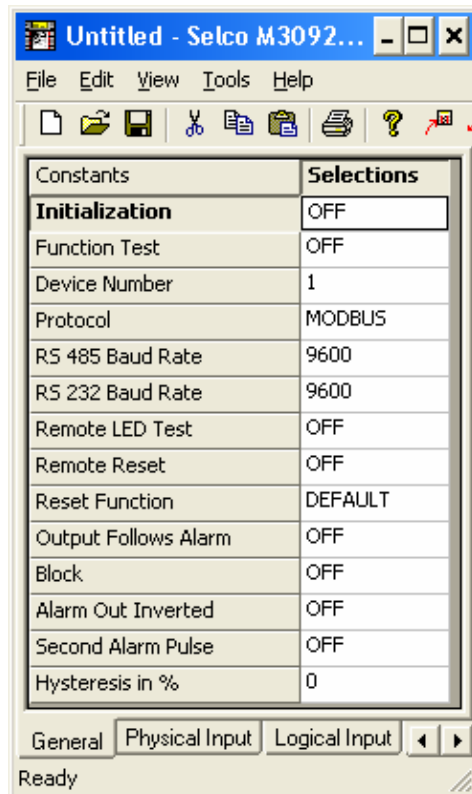 Untitled - Selco M3092...
File Edit View Tools Help
Constants Selections
Initialization OFF
Function Test OFF
Device Number 1
Protocol MODBUS
RS 485 Baud Rate 9600
RS 232 Baud Rate 9600
Remote LED Test OFF
Remote Reset OFF
Reset Function DEFAULT
Output Follows Alarm OFF
Block OFF
Alarm Out Inverted OFF
Second Alarm Pulse OFF
Hysteresis in % 0
General Physical Input Logical Input
Ready